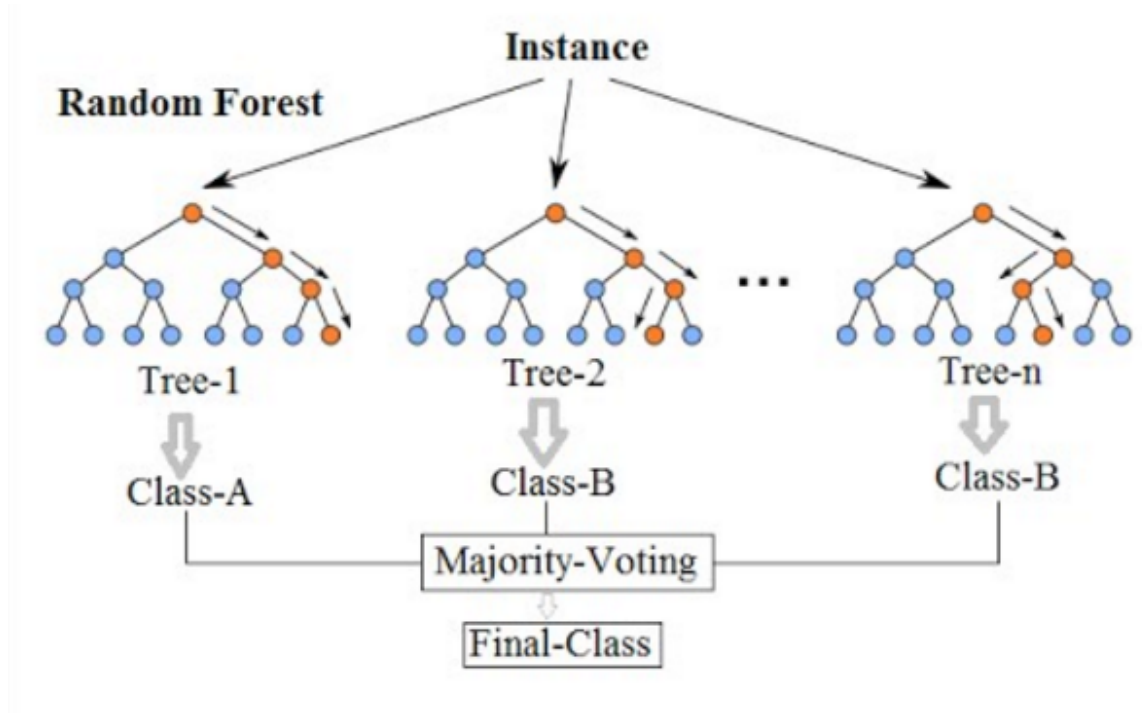 Instance
Random Forest
...
Tree-1
Tree-2
Tree-n
Class-A
Class-B
Class-B
Majority-Voting
Final-Class